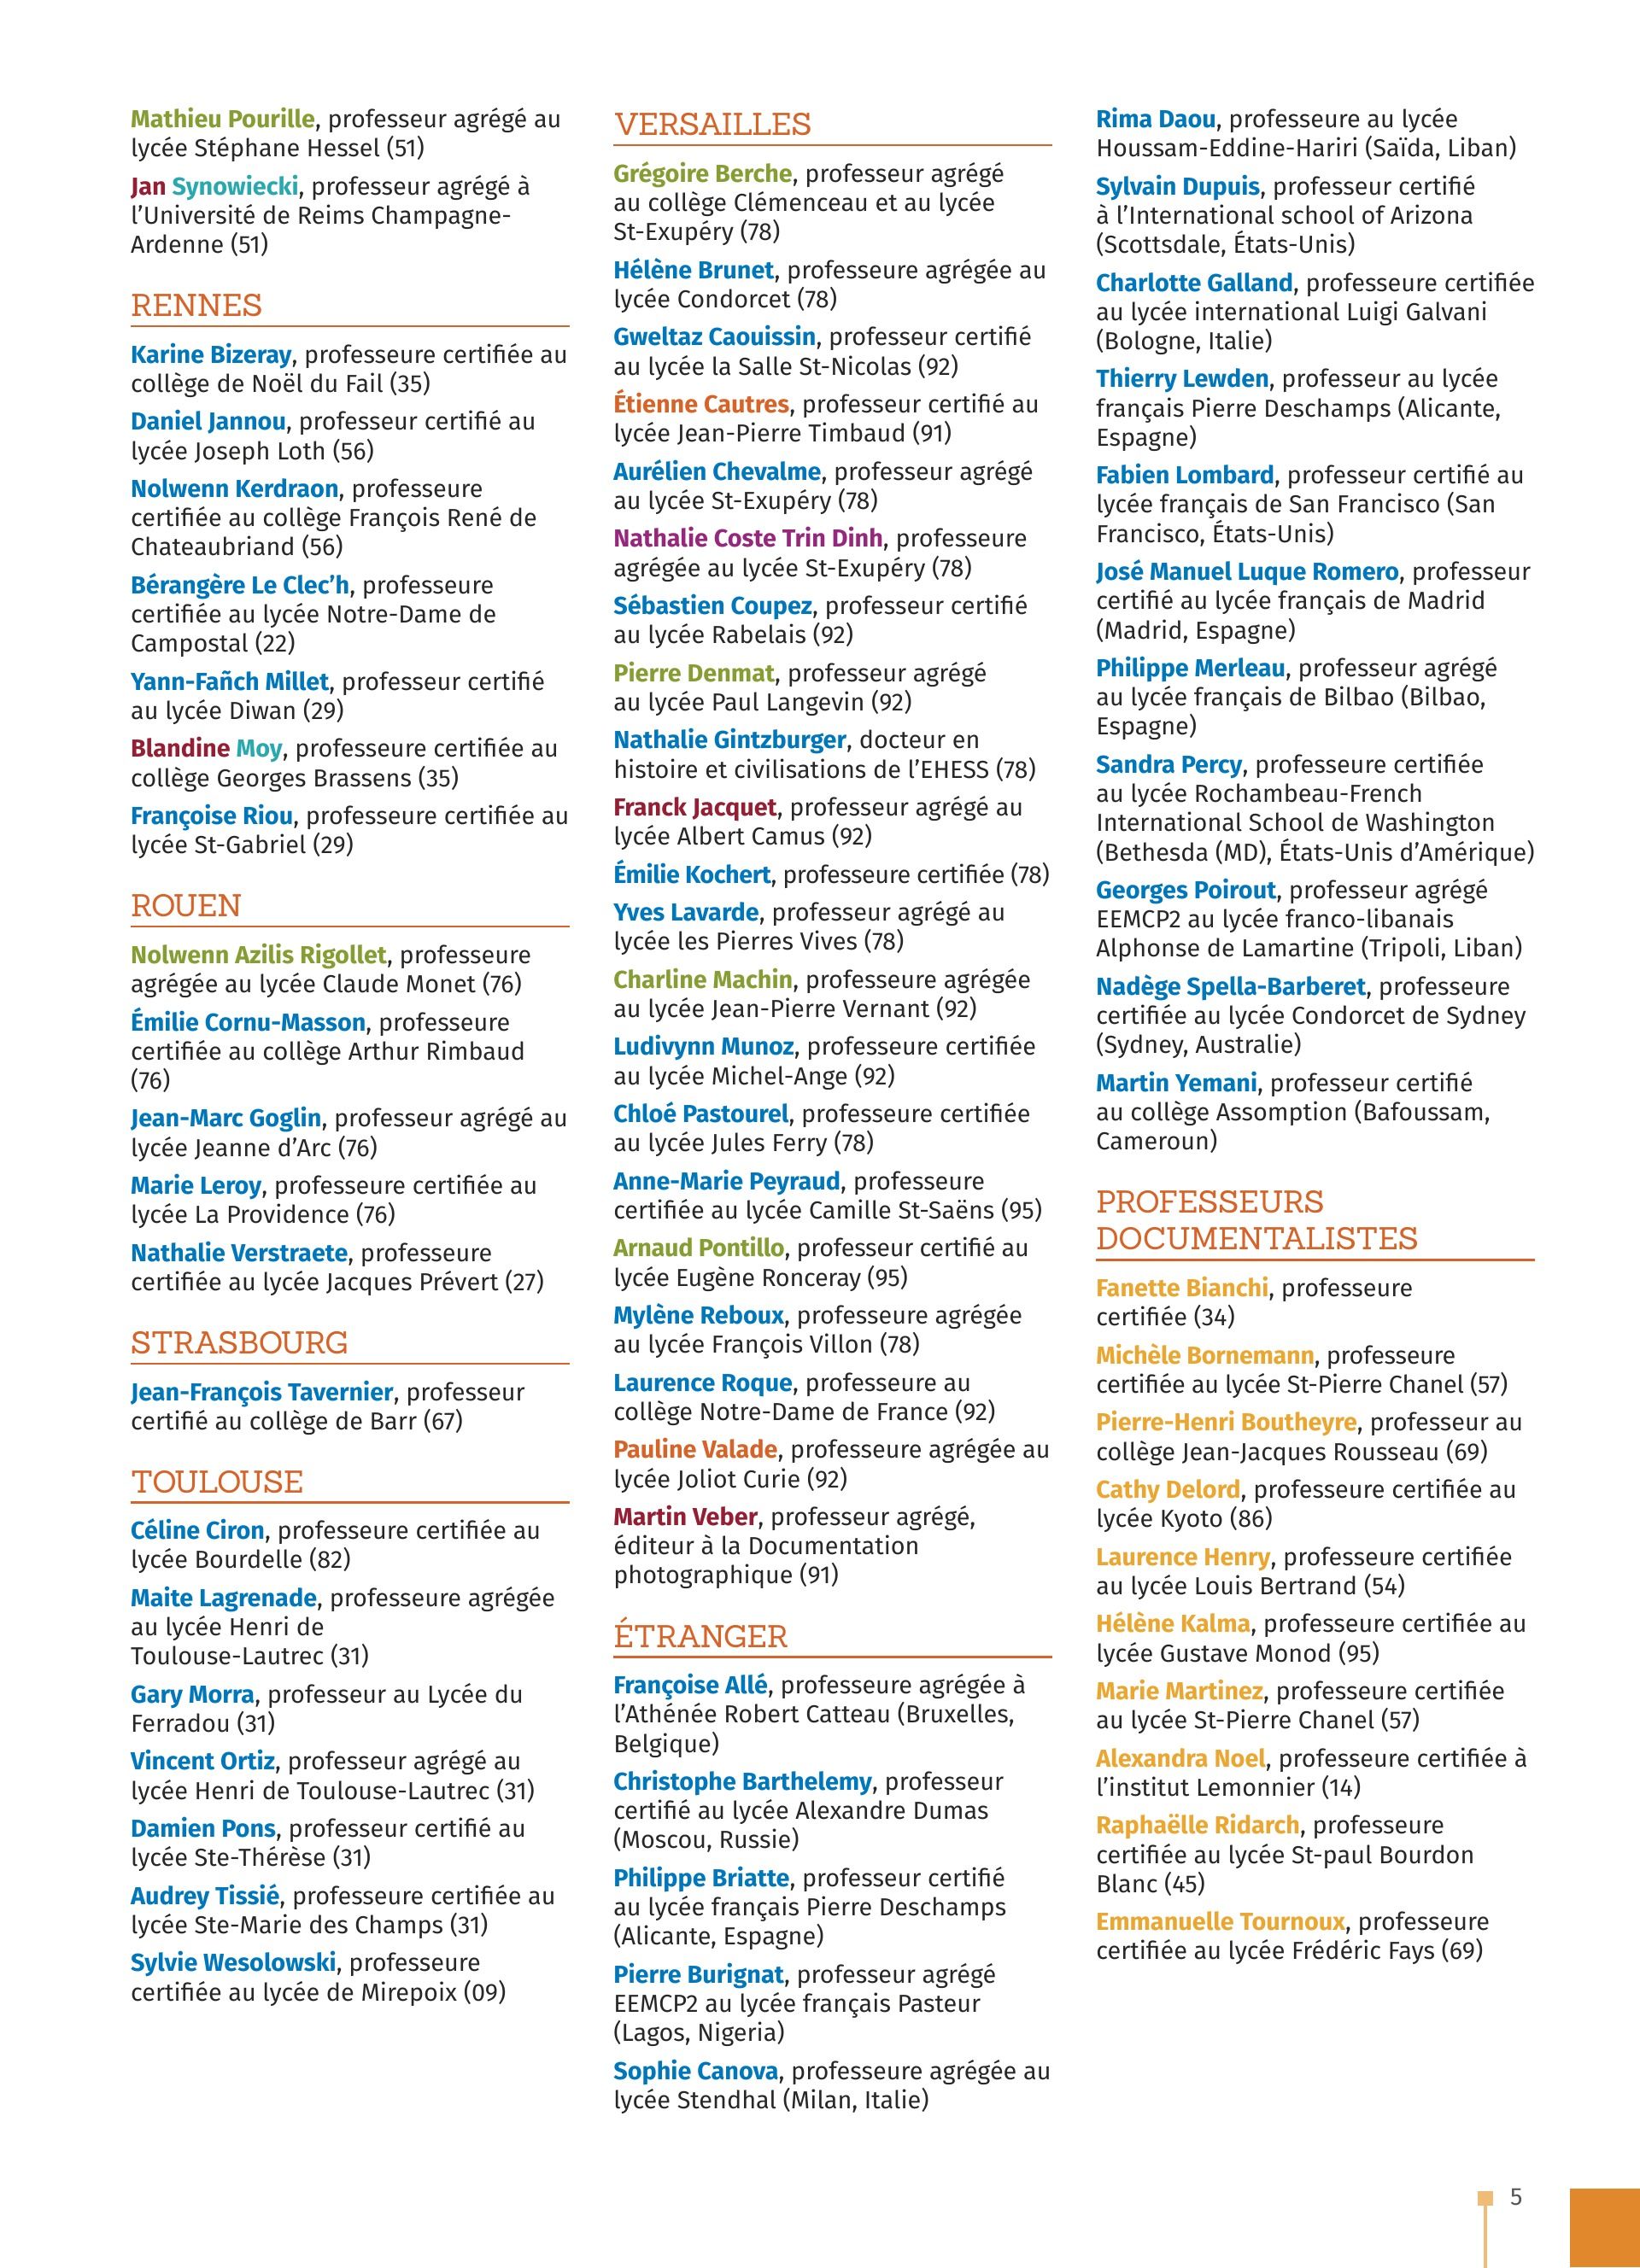 Mathieu Pourille, professeur agrégé au
lycée Stéphane Hessel (51)
Jan Synowiecki, professeur agrégé à
l’Université de Reims Champagne-
Ardenne (51)
RENNES
Karine Bizeray, professeure certifiée au
collège de Noël du Fail (35)
Daniel Jannou, professeur certifié au
lycée Joseph Loth (56)
Nolwenn Kerdraon, professeure
certifiée au collège François René de
Chateaubriand (56)
Bérangère Le Clec’h, professeure
certifiée au lycée Notre-Dame de
Campostal (22)
Yann-Fañch Millet, professeur certifié
au lycée Diwan (29)
Blandine Moy, professeure certifiée au
collège Georges Brassens (35)
Françoise Riou, professeure certifiée au
lycée St-Gabriel (29)
ROUEN
Nolwenn Azilis Rigollet, professeure
agrégée au lycée Claude Monet (76)
Émilie Cornu-Masson, professeure
certifiée au collège Arthur Rimbaud
(76)
Jean-Marc Goglin, professeur agrégé au
lycée Jeanne d’Arc (76)
Marie Leroy, professeure certifiée au
lycée La Providence (76)
Nathalie Verstraete, professeure
certifiée au lycée Jacques Prévert (27)
STRASBOURG
Jean-François Tavernier, professeur
certifié au collège de Barr (67)
TOULOUSE
Céline Ciron, professeure certifiée au
lycée Bourdelle (82)
Maite Lagrenade, professeure agrégée
au lycée Henri de
Toulouse-Lautrec (31)
Gary Morra, professeur au Lycée du
Ferradou (31)
Vincent Ortiz, professeur agrégé au
lycée Henri de Toulouse-Lautrec (31)
Damien Pons, professeur certifié au
lycée Ste-Thérèse (31)
Audrey Tissié, professeure certifiée au
lycée Ste-Marie des Champs (31)
Sylvie Wesolowski, professeure
certifiée au lycée de Mirepoix (09)
VERSAILLES
Grégoire Berche, professeur agrégé
au collège Clémenceau et au lycée
St-Exupéry (78)
Hélène Brunet, professeure agrégée au
lycée Condorcet (78)
Gweltaz Caouissin, professeur certifié
au lycée la Salle St-Nicolas (92)
Étienne Cautres, professeur certifié au
lycée Jean-Pierre Timbaud (91)
Aurélien Chevalme, professeur agrégé
au lycée St-Exupéry (78)
Nathalie Coste Trin Dinh, professeure
agrégée au lycée St-Exupéry (78)
Sébastien Coupez, professeur certifié
au lycée Rabelais (92)
Pierre Denmat, professeur agrégé
au lycée Paul Langevin (92)
Nathalie Gintzburger, docteur en
histoire et civilisations de l’EHESS (78)
Franck Jacquet, professeur agrégé au
lycée Albert Camus (92)
Émilie Kochert, professeure certifiée (78)
Yves Lavarde, professeur agrégé au
lycée les Pierres Vives (78)
Charline Machin, professeure agrégée
au lycée Jean-Pierre Vernant (92)
Ludivynn Munoz, professeure certifiée
au lycée Michel-Ange (92)
Chloé Pastourel, professeure certifiée
au lycée Jules Ferry (78)
Anne-Marie Peyraud, professeure
certifiée au lycée Camille St-Saëns (95)
Arnaud Pontillo, professeur certifié au
lycée Eugène Ronceray (95)
Mylène Reboux, professeure agrégée
au lycée François Villon (78)
Laurence Roque, professeure au
collège Notre-Dame de France (92)
Pauline Valade, professeure agrégée au
lycée Joliot Curie (92)
Martin Veber, professeur agrégé,
éditeur à la Documentation
photographique (91)
ÉTRANGER
Françoise Allé, professeure agrégée à
l’Athénée Robert Catteau (Bruxelles,
Belgique)
Christophe Barthelemy, professeur
certifié au lycée Alexandre Dumas
(Moscou, Russie)
Philippe Briatte, professeur certifié
au lycée français Pierre Deschamps
(Alicante, Espagne)
Pierre Burignat, professeur agrégé
EEMCP2 au lycée français Pasteur
(Lagos, Nigeria)
Sophie Canova, professeure agrégée au
lycée Stendhal (Milan, Italie)
Rima Daou, professeure au lycée
Houssam-Eddine-Hariri (Saïda, Liban)
Sylvain Dupuis, professeur certifié
à l’International school of Arizona
(Scottsdale, États-Unis)
Charlotte Galland, professeure certifiée
au lycée international Luigi Galvani
(Bologne, Italie)
Thierry Lewden, professeur au lycée
français Pierre Deschamps (Alicante,
Espagne)
Fabien Lombard, professeur certifié au
lycée français de San Francisco (San
Francisco, États-Unis)
José Manuel Luque Romero, professeur
certifié au lycée français de Madrid
(Madrid, Espagne)
Philippe Merleau, professeur agrégé
au lycée français de Bilbao (Bilbao,
Espagne)
Sandra Percy, professeure certifiée
au lycée Rochambeau-French
International School de Washington
(Bethesda (MD), États-Unis d’Amérique)
Georges Poirout, professeur agrégé
EEMCP2 au lycée franco-libanais
Alphonse de Lamartine (Tripoli, Liban)
Nadège Spella-Barberet, professeure
certifiée au lycée Condorcet de Sydney
(Sydney, Australie)
Martin Yemani, professeur certifié
au collège Assomption (Bafoussam,
Cameroun)
PROFESSEURS
DOCUMENTALISTES
Fanette Bianchi, professeure
certifiée (34)
Michèle Bornemann, professeure
certifiée au lycée St-Pierre Chanel (57)
Pierre-Henri Boutheyre, professeur au
collège Jean-Jacques Rousseau (69)
Cathy Delord, professeure certifiée au
lycée Kyoto (86)
Laurence Henry, professeure certifiée
au lycée Louis Bertrand (54)
Hélène Kalma, professeure certifiée au
lycée Gustave Monod (95)
Marie Martinez, professeure certifiée
au lycée St-Pierre Chanel (57)
Alexandra Noel, professeure certifiée à
l’institut Lemonnier (14)
Raphaëlle Ridarch, professeure
certifiée au lycée St-paul Bourdon
Blanc (45)
Emmanuelle Tournoux, professeure
certifiée au lycée Frédéric Fays (69)
5